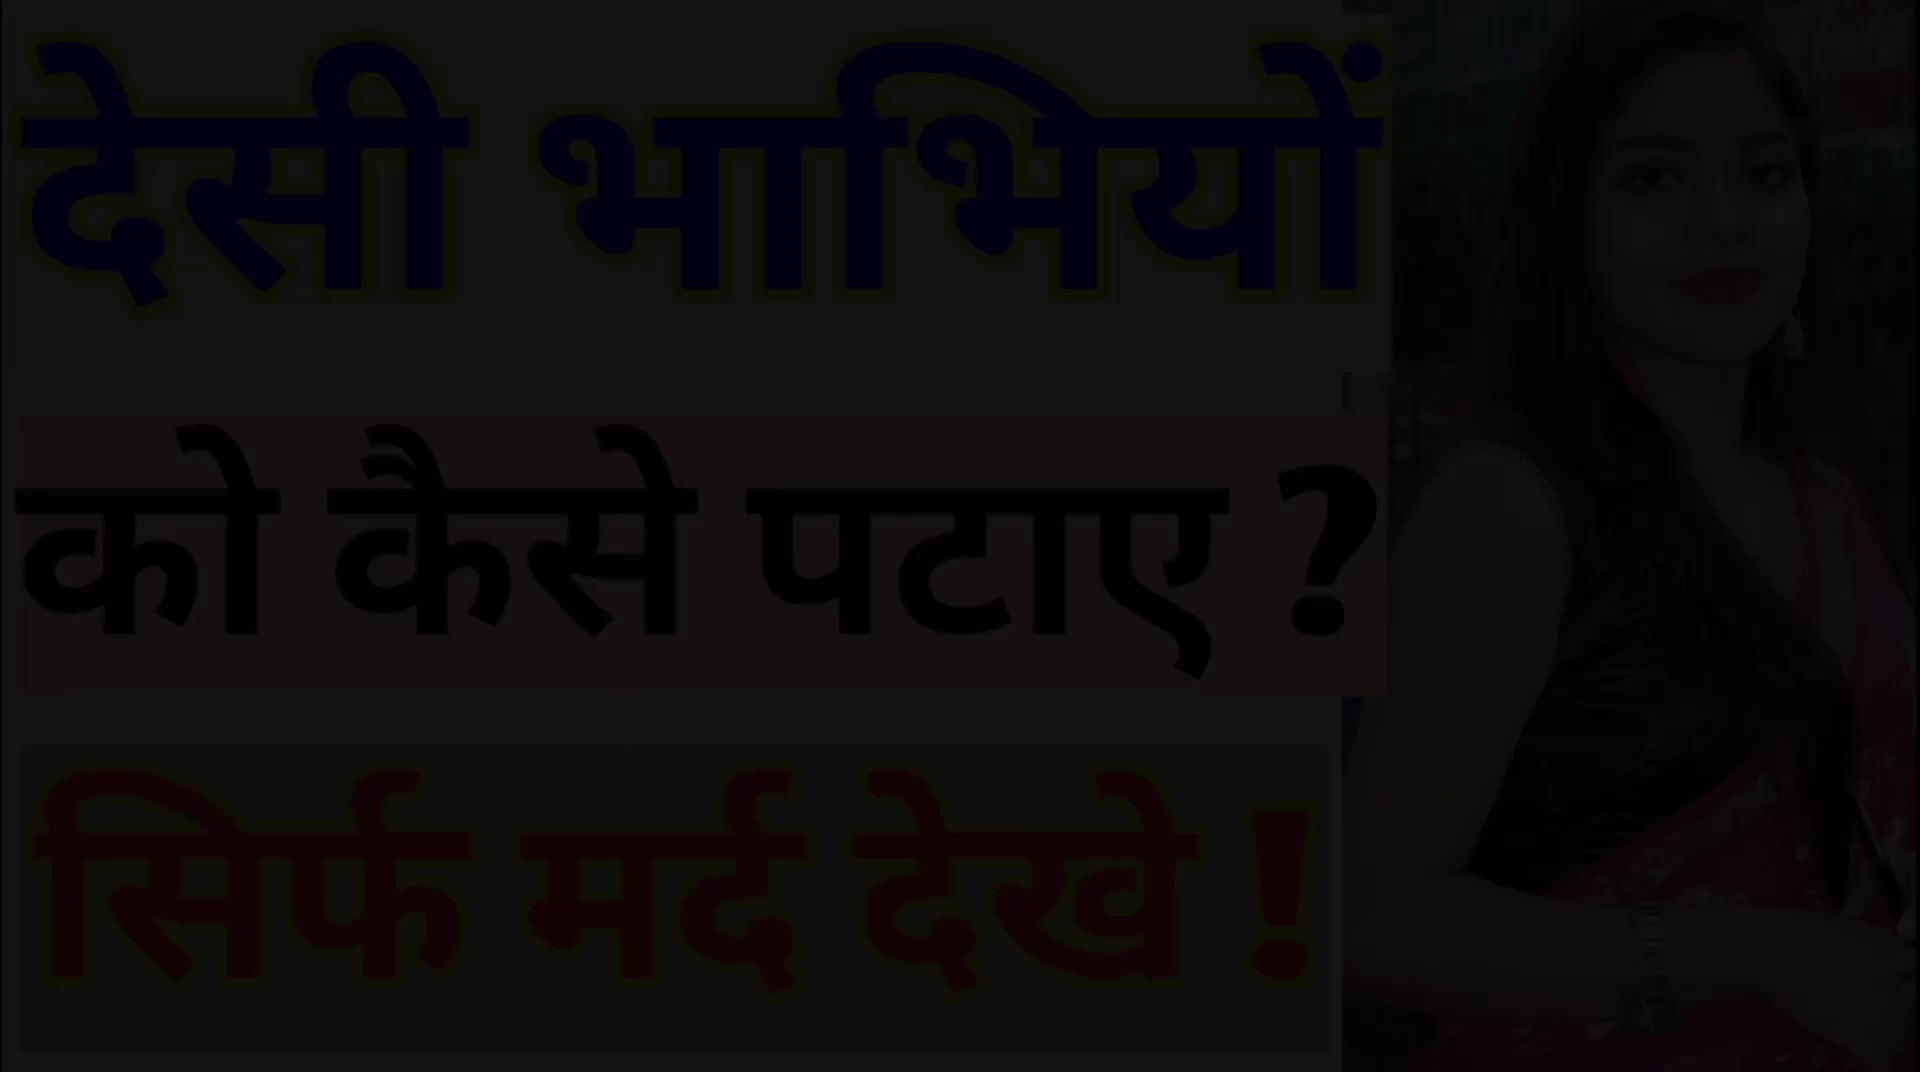 देसी भाभियों
को कैसे पटाए ?
सिर्फ मर्द देखे !